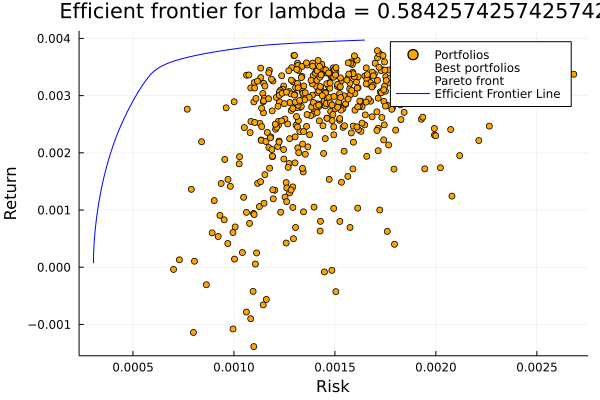 Efficient frontier for lambda = 0.5842574257425742
0.004
0.003
0.002
0.001
0.000
−0.001
Return
Portfolios
Best portfolios
Pareto front
Efficient Frontier Line
0.0005
0.0010
0.0015
0.0020
0.0025
Risk